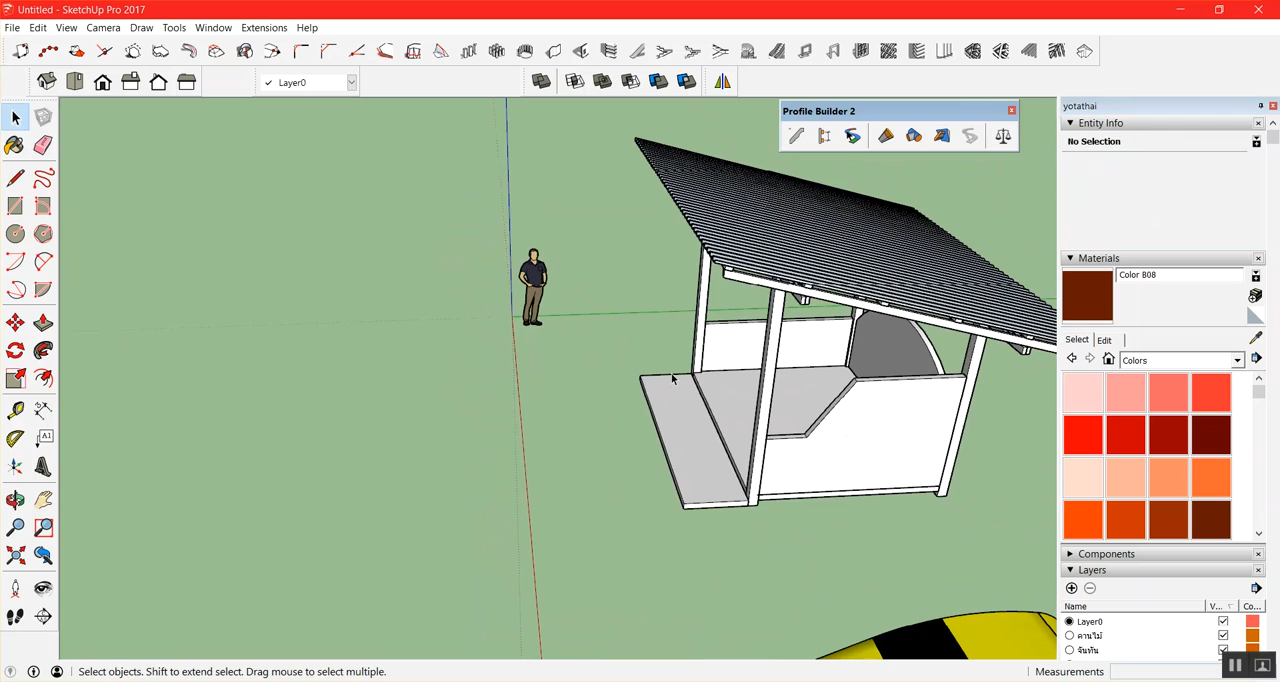 Untitled - SketchUp Pro 2017
File Edit View Camera Draw Tools Window Extensions Help
Layer0
Profile Builder 2
yotathai
Entity Info
No Selection
Materials
Color B08
Select Edit
Colors
A1
Components
Layers
Name V... Co...
Layer0
คานไม้
จันทัน
Select objects. Shift to extend select. Drag mouse to select multiple.
Measurements